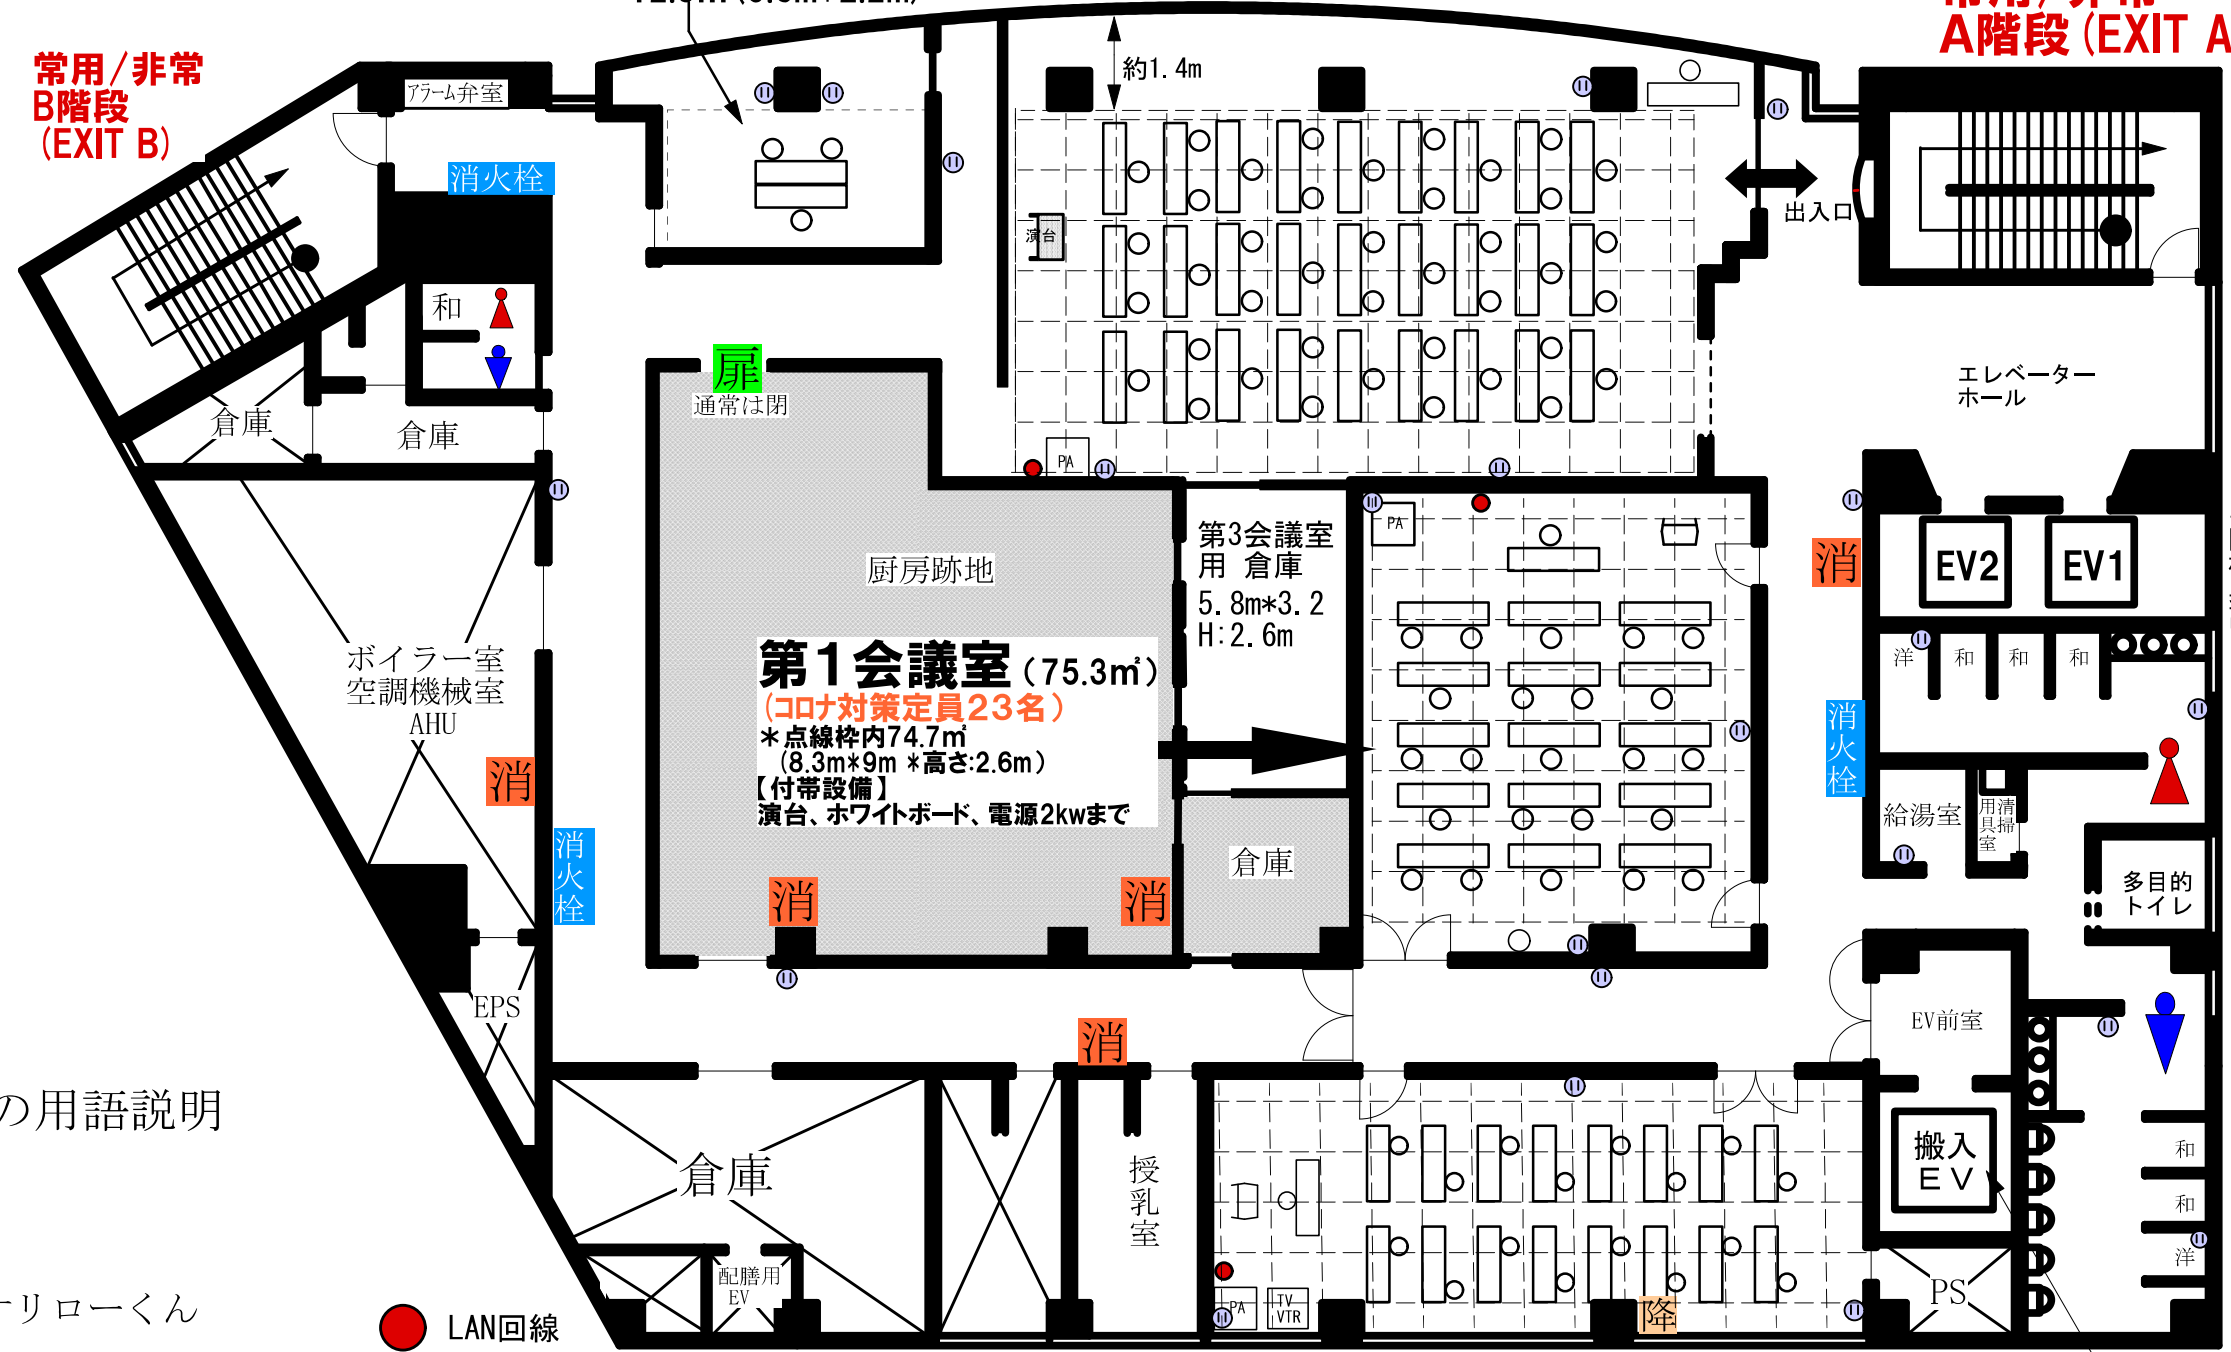 常用/非常
A階段(EXIT A
常用/非常
B階段
(EXIT B)
アラーム弁室
約1.4m
消火栓
出入口
演台
和
扉
通常は閉
エレベーター
ホール
倉庫
倉庫
PA
PA
第3会議室
用 倉庫
5.8m*3.2
H:2.6m
厨房跡地
消
EV2
EV1
第1会議室(75.3㎡)
(コロナ対策定員23名)
*点線枠内74.7㎡
(8.3m*9m *高さ:2.6m)
【付帯設備】
演台、ホワイトボード、電源2kwまで
ボイラー室
空調機械室
AHU
洋
和
和
和
消
消火栓
消火栓
給湯室
清掃
用具室
倉庫
消
消
多目的
トイレ
EPS
EV前室
消
の用語説明
倉庫
授乳室
搬入
EV
和
和
洋
配膳用
EV
PA
TV
VTR
降
PS
ーリローくん
LAN回線